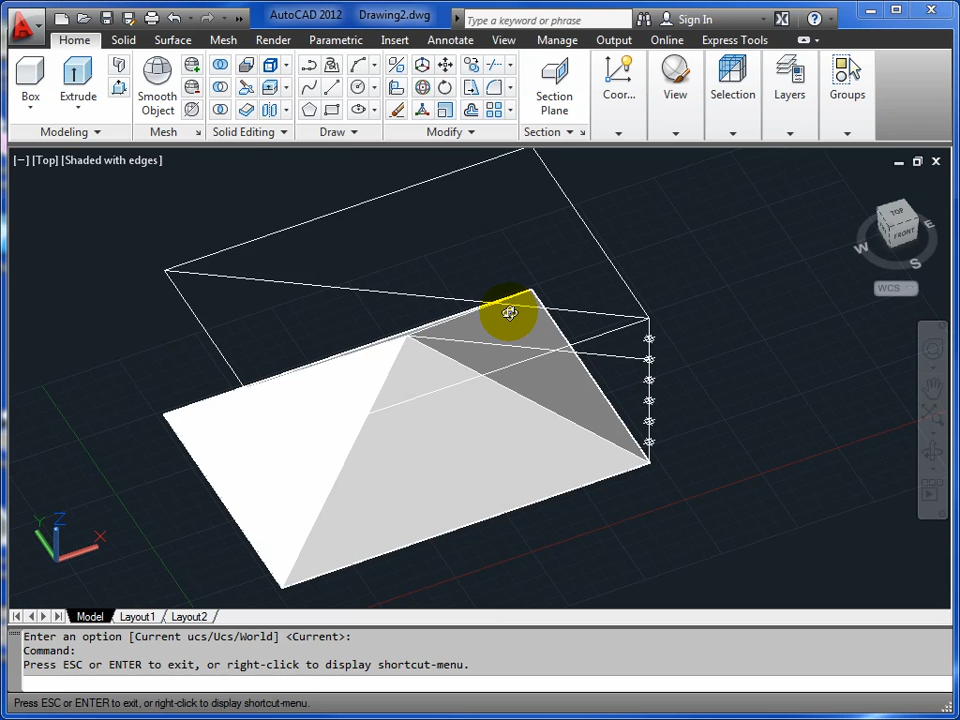 AutoCAD 2012 Drawing2.dwg
Type a keyword or phrase
Sign In
Home Solid Surface Mesh Render Parametric Insert Annotate View Manage Output Online Express Tools
Box
Extrude
Smooth
Object
Section
Plane
Coor...
View
Selection
Layers
Groups
Modeling
Mesh
Solid Editing
Draw
Modify
Section
[−] [Top] [Shaded with edges]
TOP
FRONT
W
E
S
WCS
Y
Z
X
Model Layout1 Layout2
Enter an option [Current ucs/Ucs/World] <Current>:
Command:
Press ESC or ENTER to exit, or right-click to display shortcut-menu.
Press ESC or ENTER to exit, or right-click to display shortcut-menu.